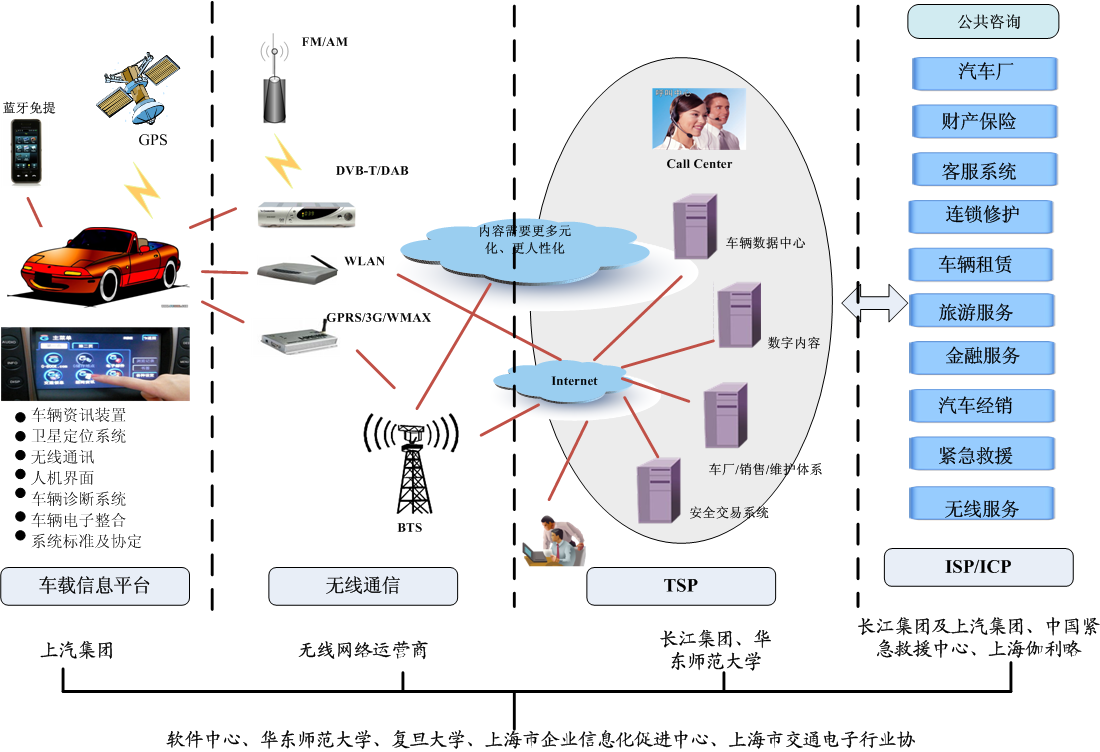 公共咨询
FM/AM
汽车厂
蓝牙免提
GPS
财产保险
Call Center
DVB-T/DAB
客服系统
连锁修护
内容需要更多元
化、更人性化
车辆数据中心
WLAN
车辆租赁
旅游服务
GPRS/3G/WMAX
主菜单
数字内容
金融服务
Internet
汽车经销
车辆资讯装置
卫星定位系统
无线通讯
人机界面
车辆诊断系统
车辆电子整合
系统标准及协定
紧急救援
车厂/销售/维护体系
无线服务
安全交易系统
BTS
车载信息平台
无线通信
TSP
ISP/ICP
上汽集团
无线网络运营商
长江集团、华
东师范大学
长江集团及上汽集团、中国紧
急救援中心、上海伽利略
软件中心、华东师范大学、复旦大学、上海市企业信息化促进中心、上海市交通电子行业协